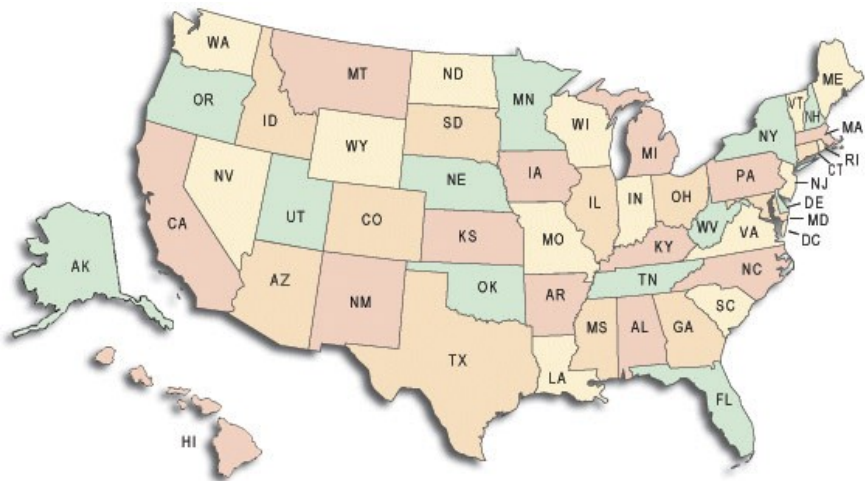 WA
MT
ND
MN
ME
VT
NH
OR
ID
SD
WI
NY
MA
MI
RI
WY
CT
IA
PA
NV
NE
NJ
IL
IN
OH
DE
UT
CO
WV
MD
CA
KS
MO
KY
VA
DC
AK
AZ
NM
OK
TN
NC
AR
SC
MS
AL
GA
TX
LA
FL
HI